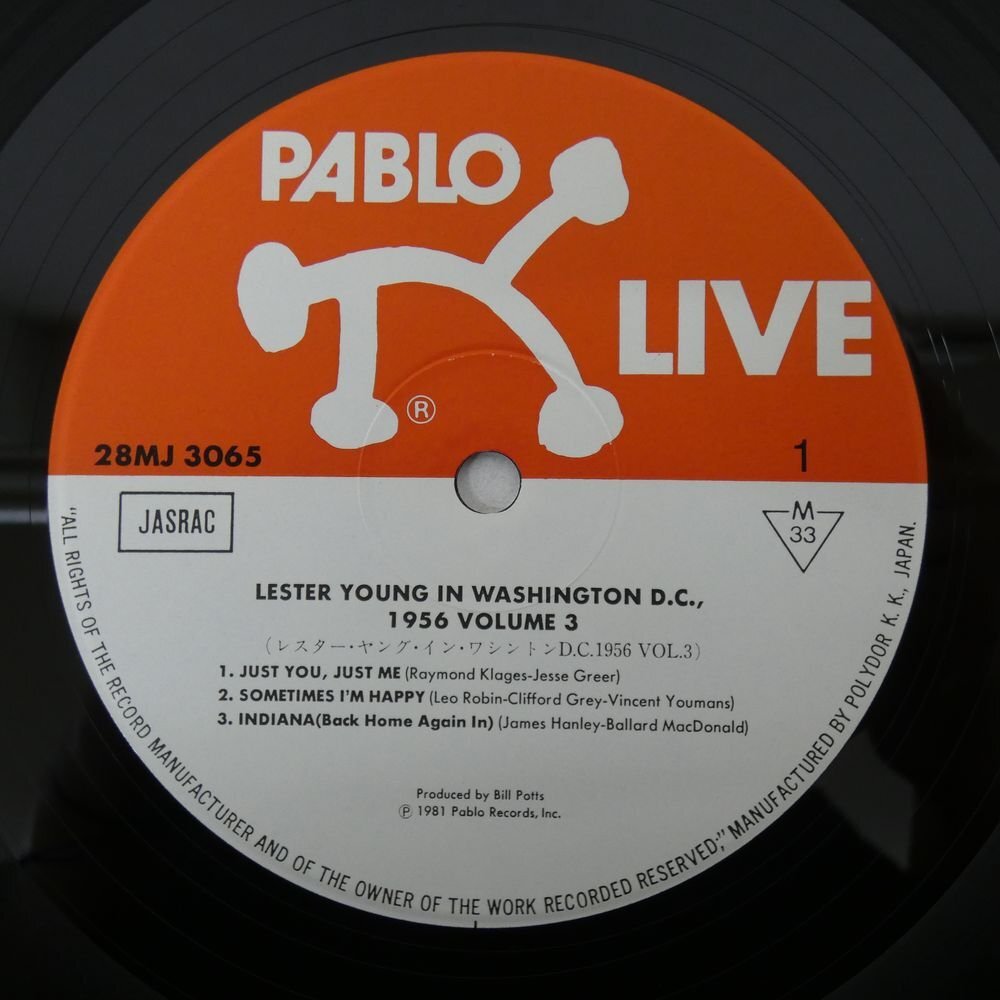 PABLO
LIVE
®
28MJ 3065
1
JASRAC
M
33
LESTER YOUNG IN WASHINGTON D.C.,
1956 VOLUME 3
(レスター・ヤング・イン・ワシントンD.C.1956 VOL.3)
1. JUST YOU, JUST ME (Raymond Klages-Jesse Greer)
2. SOMETIMES I'M HAPPY (Leo Robin-Clifford Grey-Vincent Youmans)
3. INDIANA(Back Home Again In) (James Hanley-Ballard MacDonald)
Produced by Bill Potts
℗ 1981 Pablo Records, Inc.
"ALL RIGHTS OF THE RECORD MANUFACTURER AND OF THE OWNER OF THE WORK RECORDED RESERVED;" MANUFACTURED BY POLYDOR K. K., JAPAN.